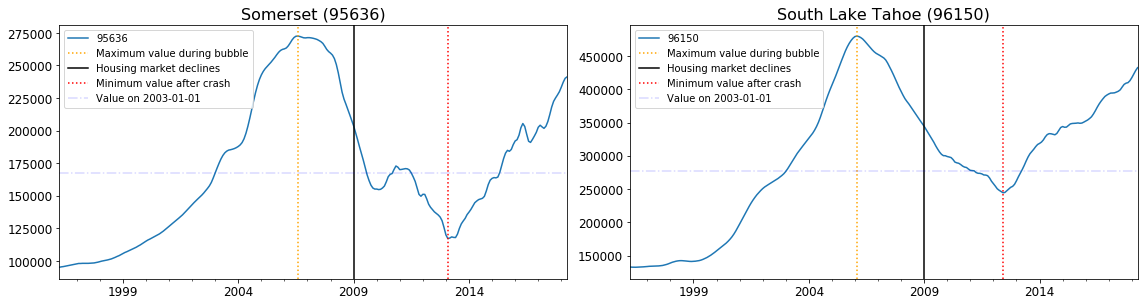 Somerset (95636)
275000
250000
225000
200000
175000
150000
125000
100000
95636
Maximum value during bubble
Housing market declines
Minimum value after crash
Value on 2003-01-01
1999
2004
2009
2014
South Lake Tahoe (96150)
450000
400000
350000
300000
250000
200000
150000
96150
Maximum value during bubble
Housing market declines
Minimum value after crash
Value on 2003-01-01
1999
2004
2009
2014